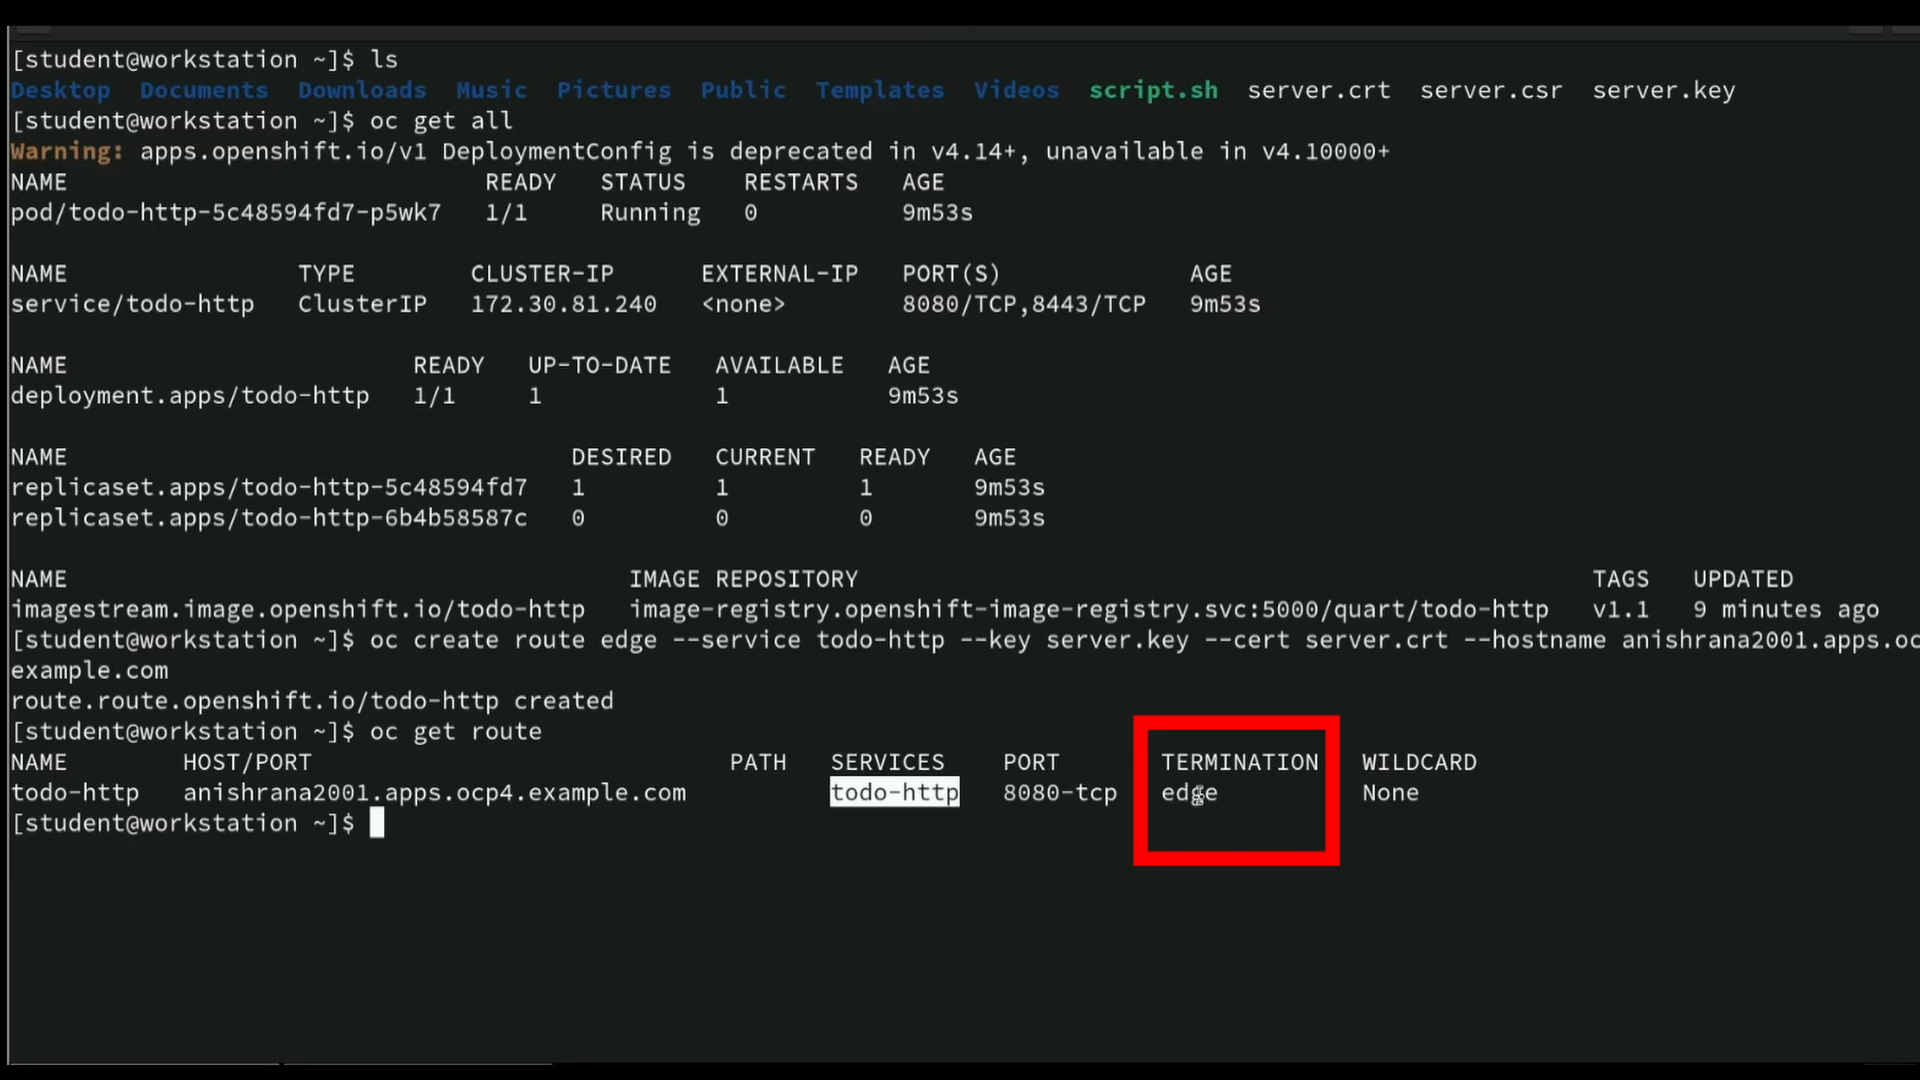 [student@workstation ~]$ ls
Desktop Documents Downloads Music Pictures Public Templates Videos script.sh server.crt server.csr server.key
[student@workstation ~]$ oc get all
Warning: apps.openshift.io/v1 DeploymentConfig is deprecated in v4.14+, unavailable in v4.10000+
NAME READY STATUS RESTARTS AGE
pod/todo-http-5c48594fd7-p5wk7 1/1 Running 0 9m53s
NAME TYPE CLUSTER-IP EXTERNAL-IP PORT(S) AGE
service/todo-http ClusterIP 172.30.81.240 <none> 8080/TCP,8443/TCP 9m53s
NAME READY UP-TO-DATE AVAILABLE AGE
deployment.apps/todo-http 1/1 1 1 9m53s
NAME DESIRED CURRENT READY AGE
replicaset.apps/todo-http-5c48594fd7 1 1 1 9m53s
replicaset.apps/todo-http-6b4b58587c 0 0 0 9m53s
NAME IMAGE REPOSITORY TAGS UPDATED
imagestream.image.openshift.io/todo-http image-registry.openshift-image-registry.svc:5000/quart/todo-http v1.1 9 minutes ago
[student@workstation ~]$ oc create route edge --service todo-http --key server.key --cert server.crt --hostname anishrana2001.apps.oc
example.com
route.route.openshift.io/todo-http created
[student@workstation ~]$ oc get route
NAME HOST/PORT PATH SERVICES PORT TERMINATION WILDCARD
todo-http anishrana2001.apps.ocp4.example.com todo-http 8080-tcp edge None
[student@workstation ~]$